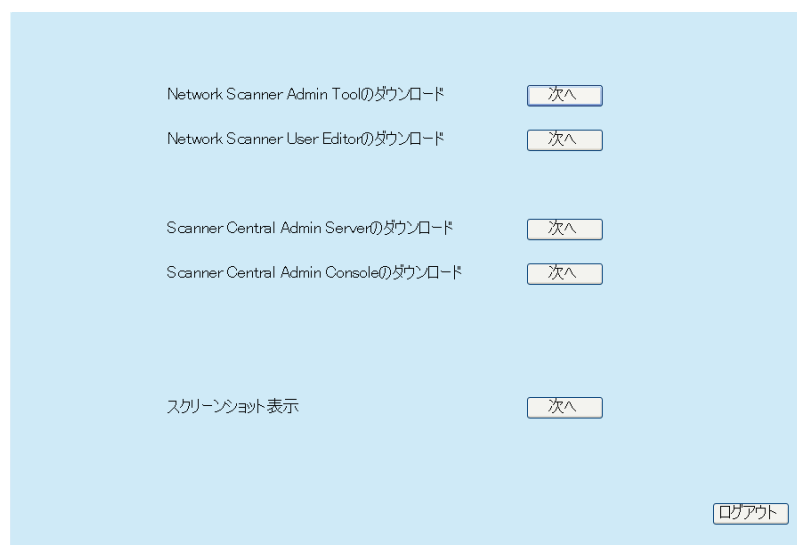 Network Scanner Admin Toolのダウンロード 次へ
Network Scanner User Editorのダウンロード 次へ
Scanner Central Admin Serverのダウンロード 次へ
Scanner Central Admin Consoleのダウンロード 次へ
スクリーンショット表示 次へ
ログアウト